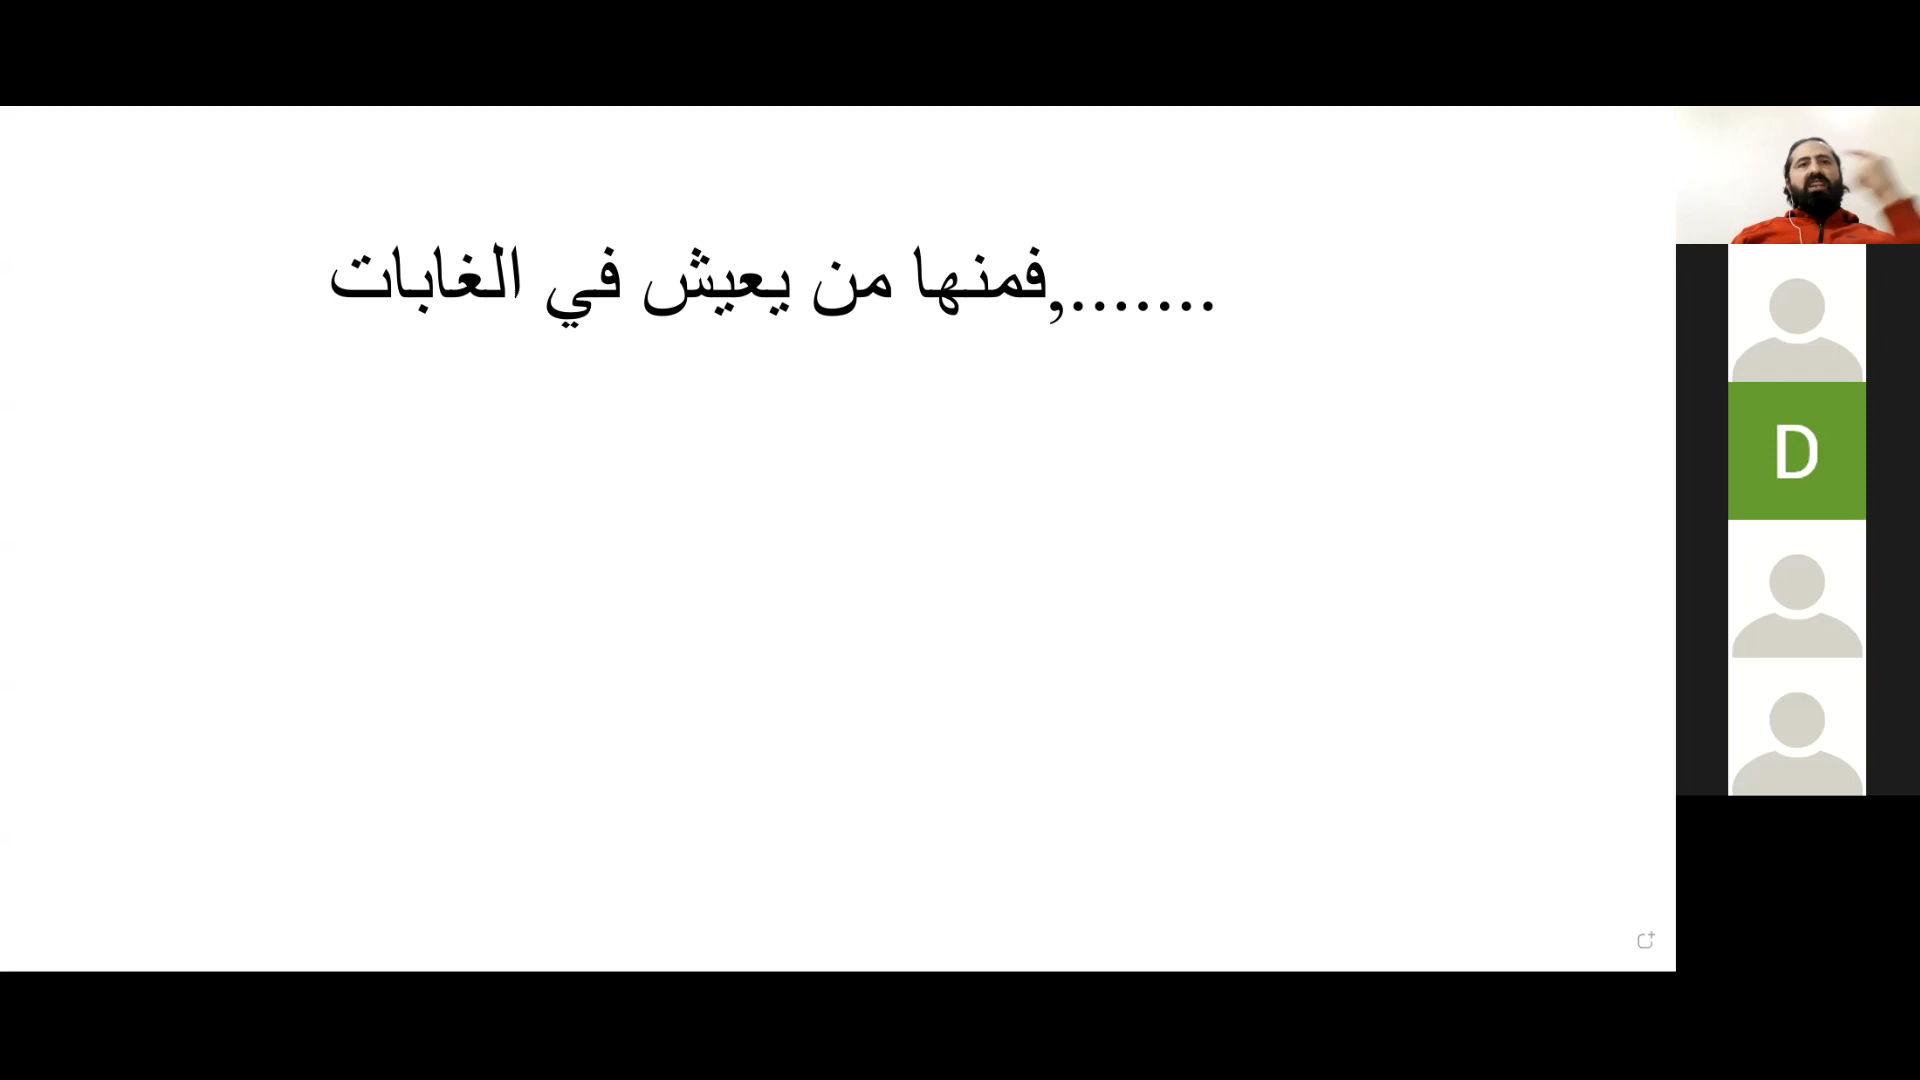 .......,فمنها من يعيش في الغابات
D